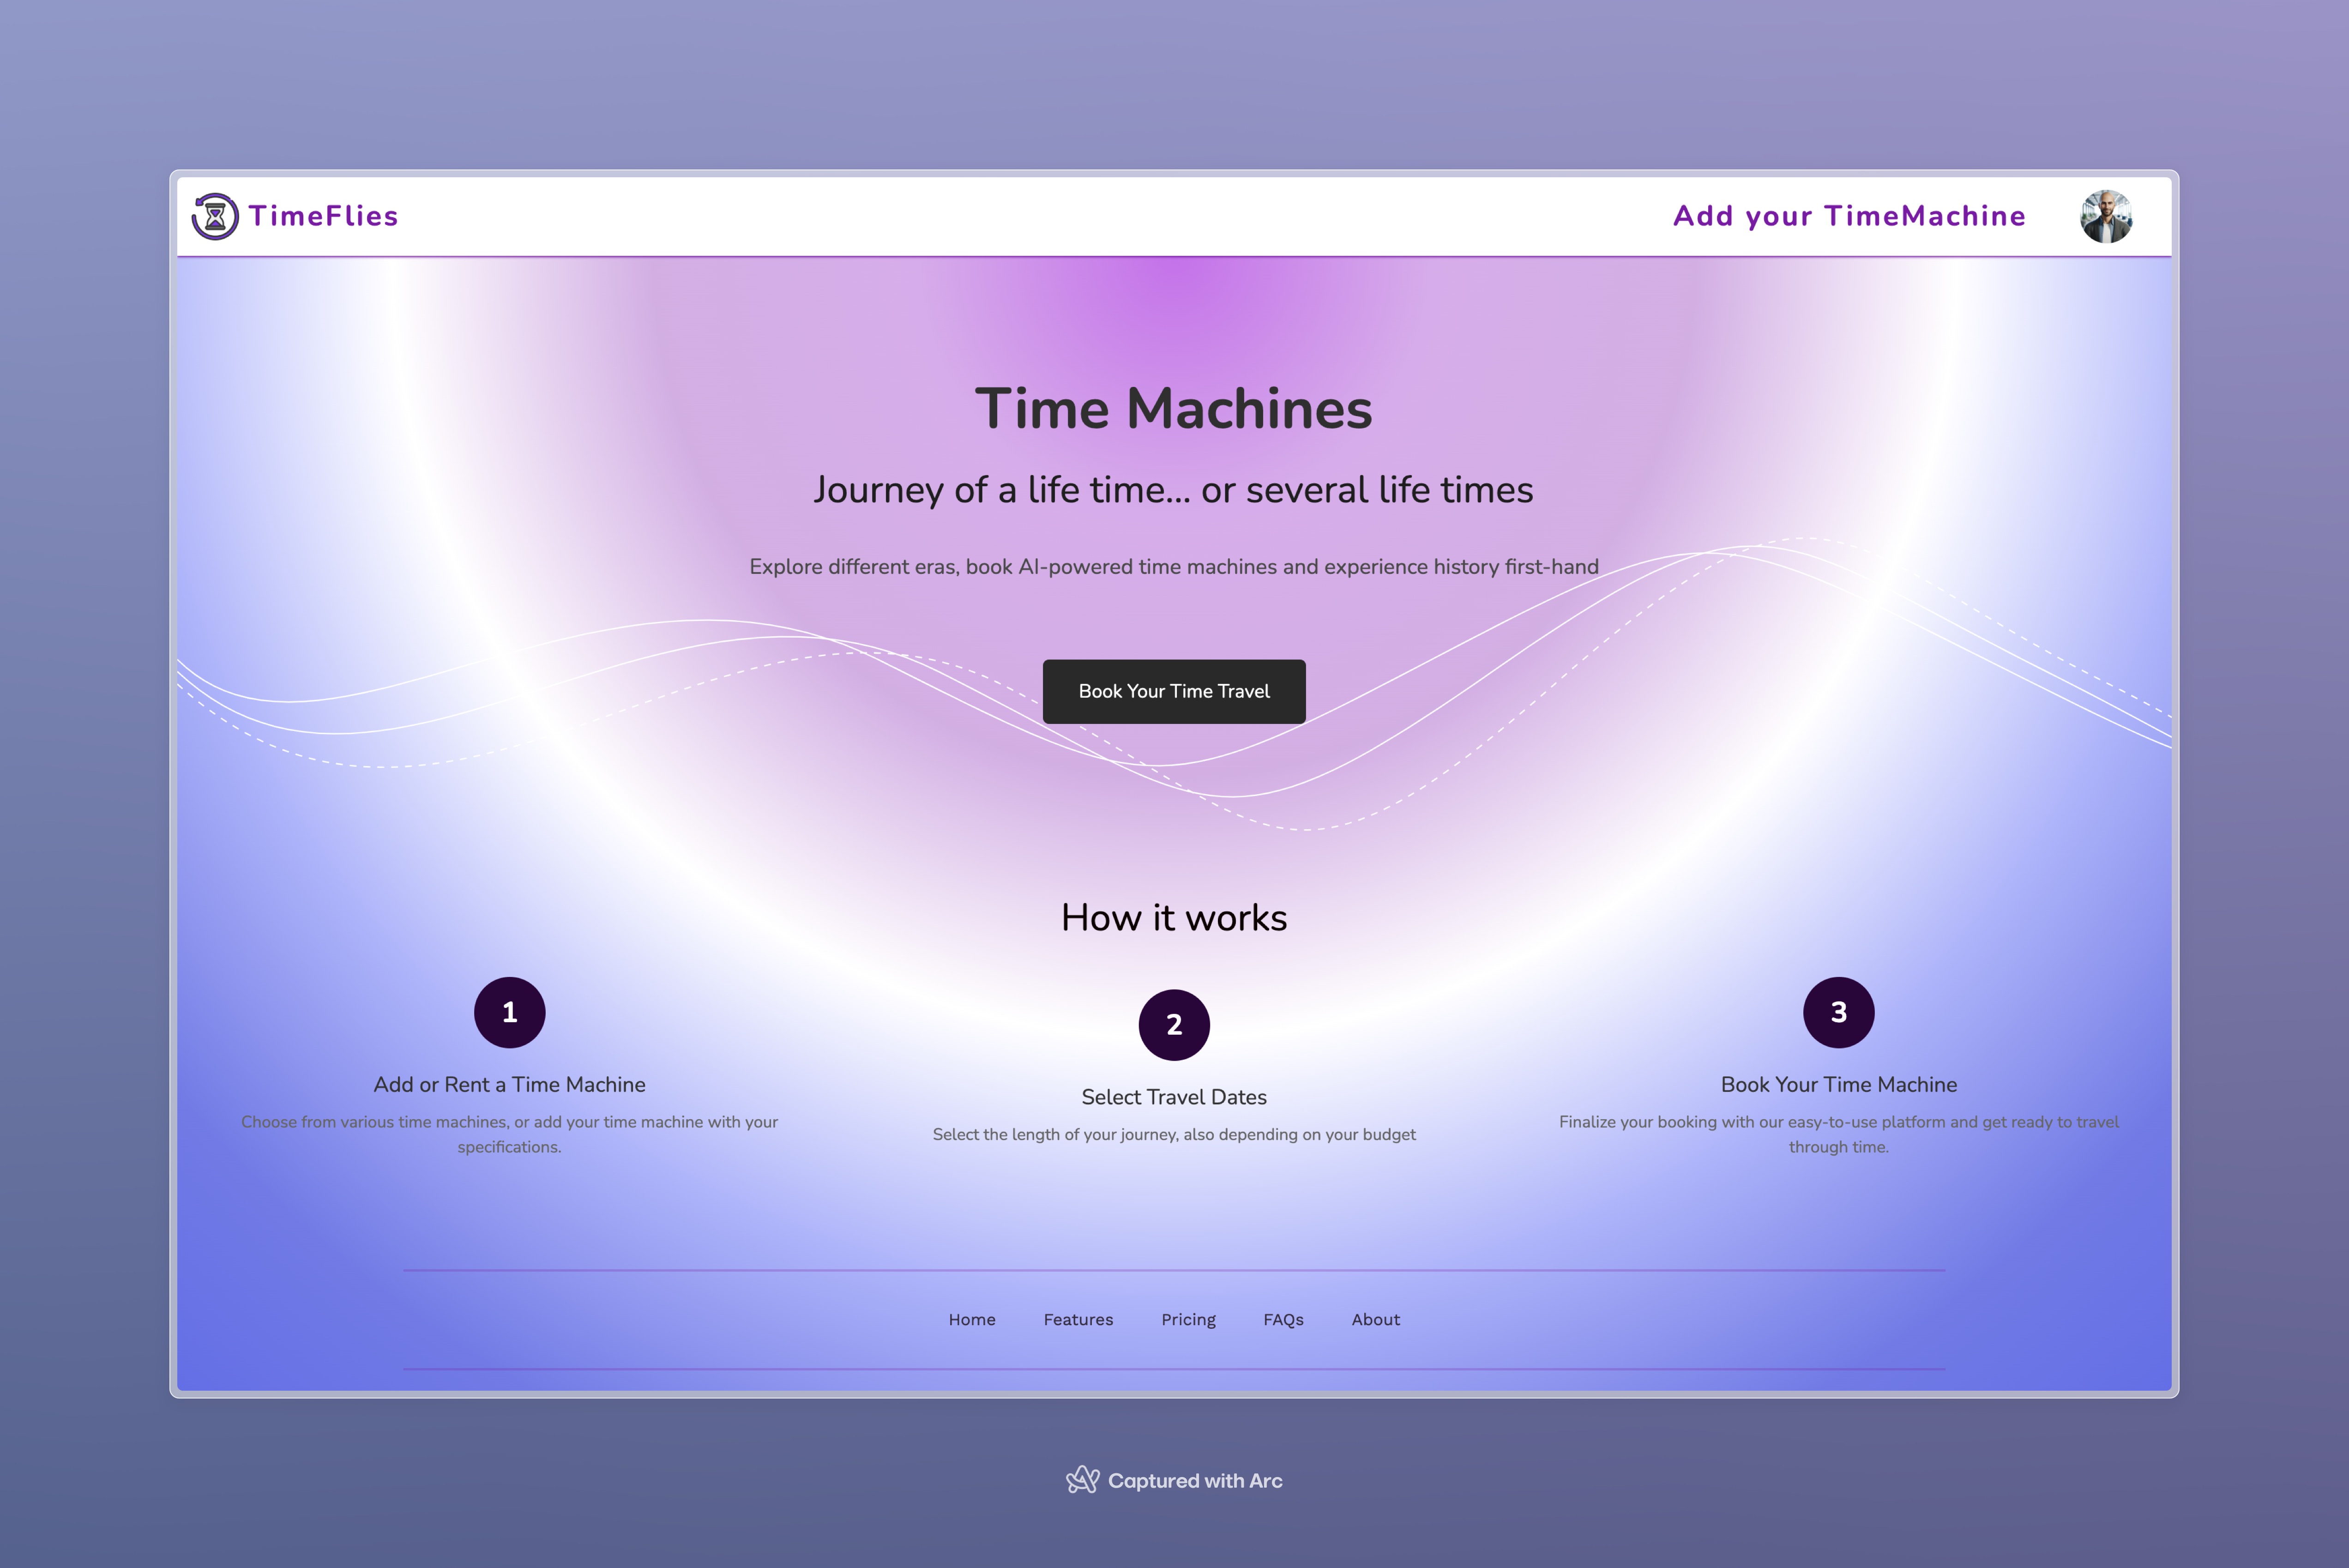 TimeFlies
Add your TimeMachine
Time Machines
Journey of a life time... or several life times
Explore different eras, book AI-powered time machines and experience history first-hand
Book Your Time Travel
How it works
1
Add or Rent a Time Machine
Choose from various time machines, or add your time machine with your
specifications.
2
Select Travel Dates
Select the length of your journey, also depending on your budget
3
Book Your Time Machine
Finalize your booking with our easy-to-use platform and get ready to travel
through time.
Home Features Pricing FAQs About
Captured with Arc